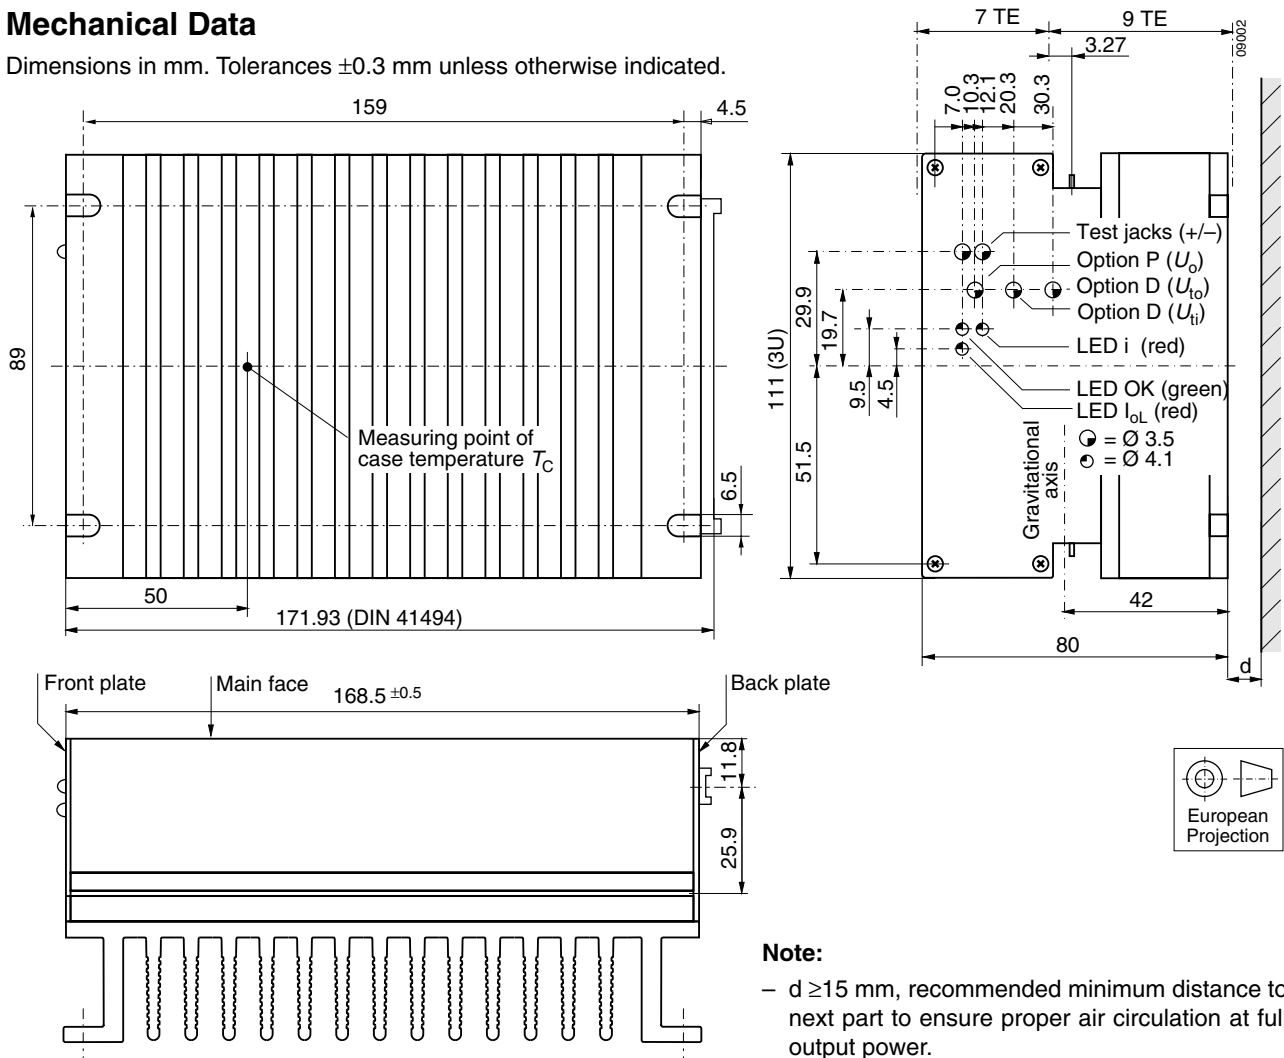 Mechanical Data
Dimensions in mm. Tolerances ±0.3 mm unless otherwise indicated.
159
4.5
89
Measuring point of
case temperature TC
6.5
50
171.93 (DIN 41494)
7 TE
9 TE
09002
3.27
7.0
10.3
12.1
20.3
30.3
111 (3U)
29.9
19.7
9.5
4.5
51.5
Test jacks (+/–)
Option P (Uo)
Option D (Uto)
Option D (Uti)
LED i (red)
LED OK (green)
LED IoL (red)
= Ø 3.5
= Ø 4.1
Gravitational
axis
42
80
d
Front plate
Main face
168.5 ±0.5
Back plate
11.8
25.9
European
Projection
Note:
– d ≥15 mm, recommended minimum distance to
next part to ensure proper air circulation at ful
output power.